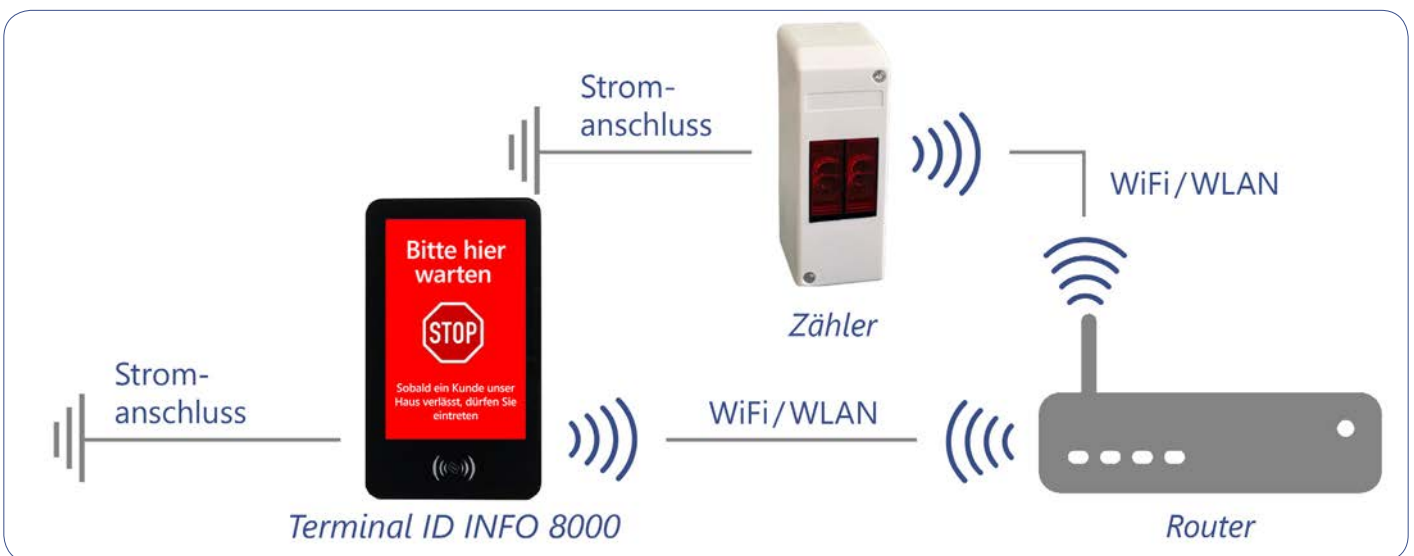 Strom-
anschluss
WiFi/WLAN
Zähler
Bitte hier
warten
STOP
Sobald ein Kunde unser
Haus verlässt, dürfen Sie
eintreten
Strom-
anschluss
WiFi/WLAN
Terminal ID INFO 8000
Router